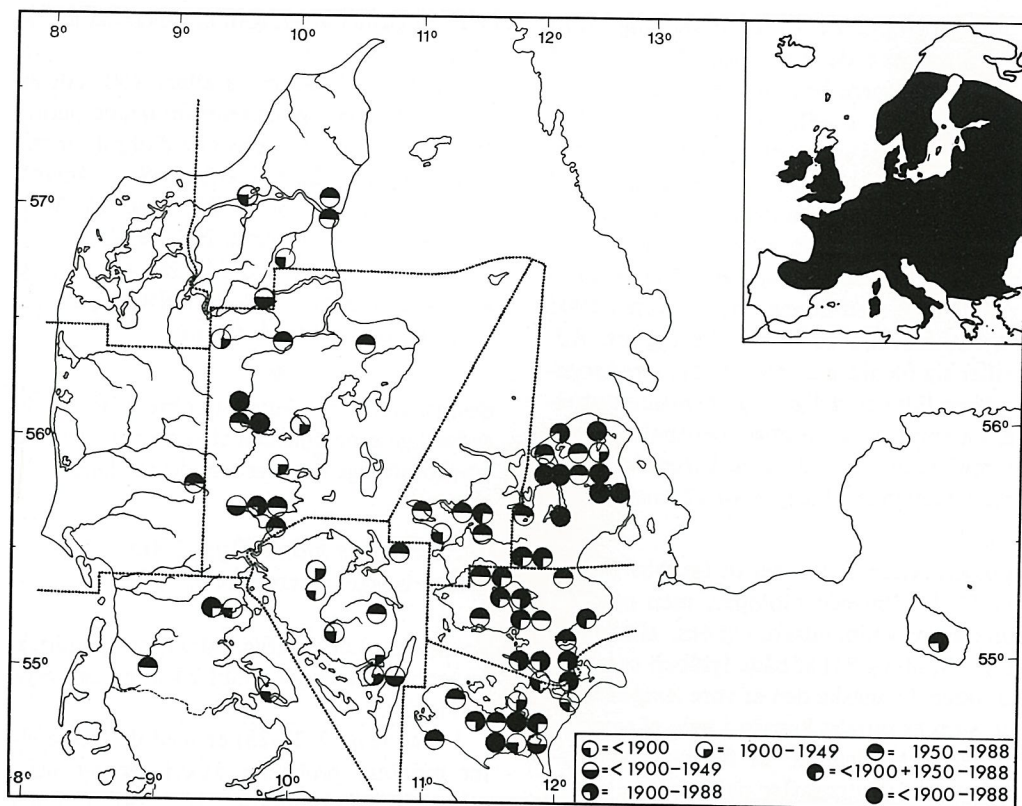 8° 9° 10° 11° 12° 13°
57°
56° 56°
55° 55°
8° 9° 10° 11° 12°
= <1900 = 1900-1949 = 1950-1988
= <1900-1949 = <1900+1950-1988
= 1900-1988 = <1900-1988